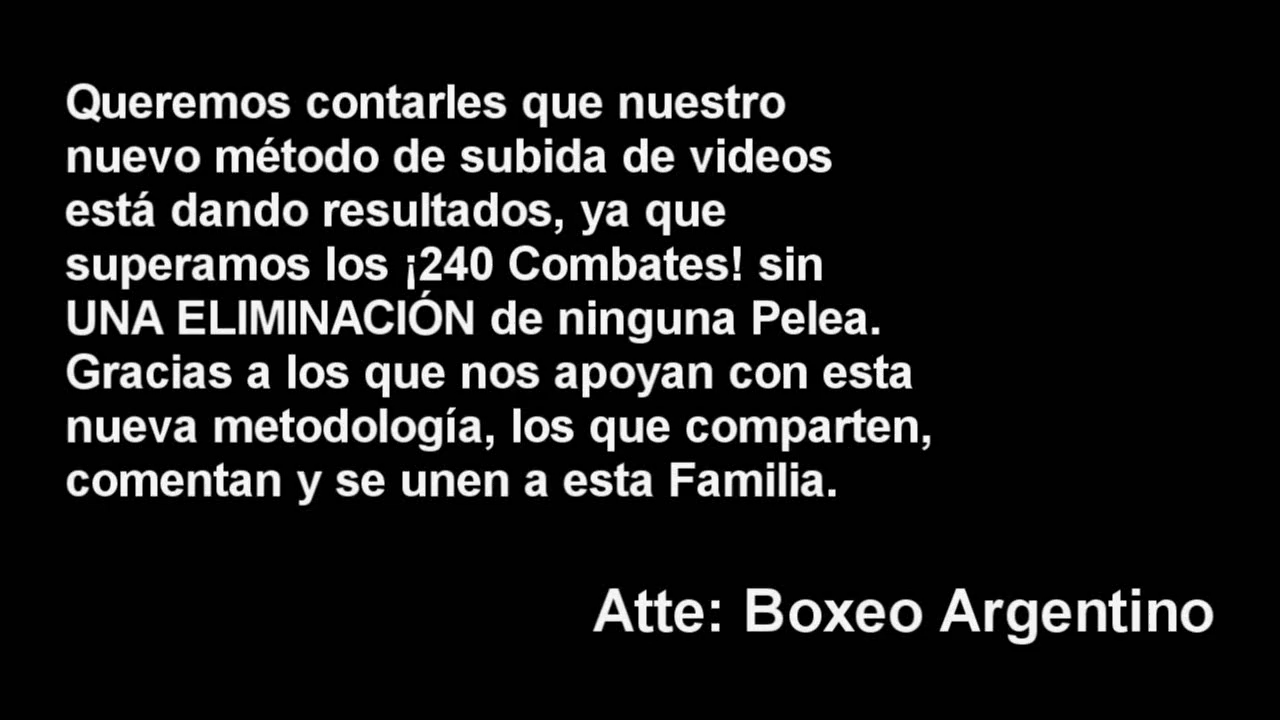 Queremos contarles que nuestro
nuevo método de subida de videos
está dando resultados, ya que
superamos los ¡240 Combates! sin
UNA ELIMINACIÓN de ninguna Pelea.
Gracias a los que nos apoyan con esta
nueva metodología, los que comparten,
comentan y se unen a esta Familia.
Atte: Boxeo Argentino